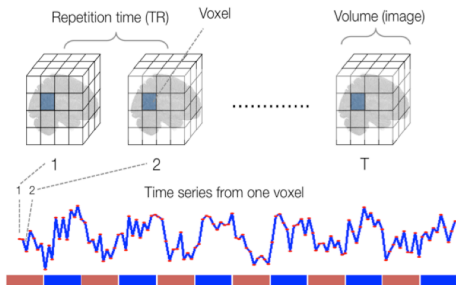 Repetition time (TR)
Voxel
Volume (image)
1
2
T
1
2
Time series from one voxel